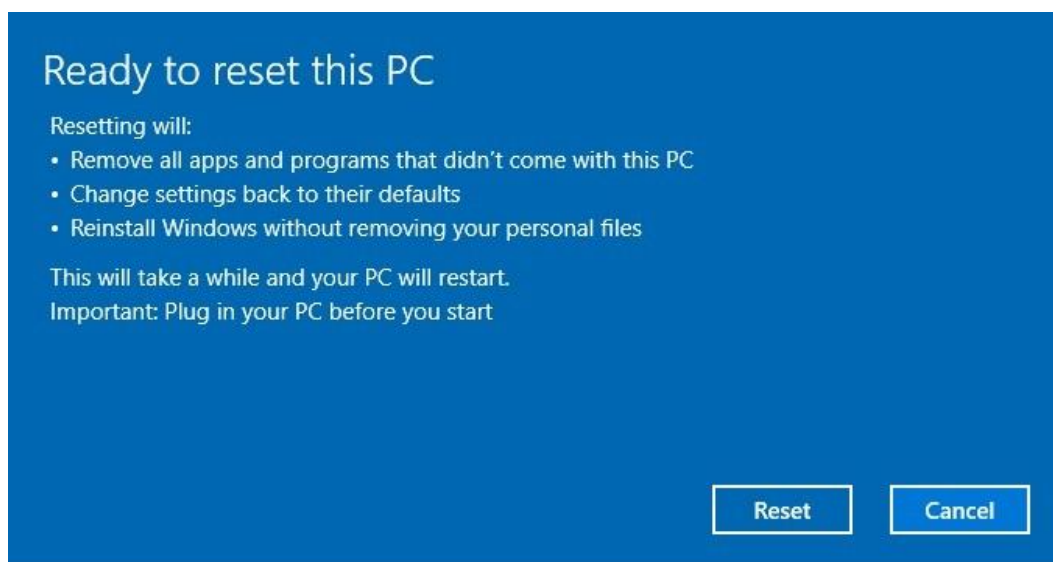 Ready to reset this PC
Resetting will:
• Remove all apps and programs that didn't come with this PC
• Change settings back to their defaults
• Reinstall Windows without removing your personal files
This will take a while and your PC will restart.
Important: Plug in your PC before you start
Reset
Cancel